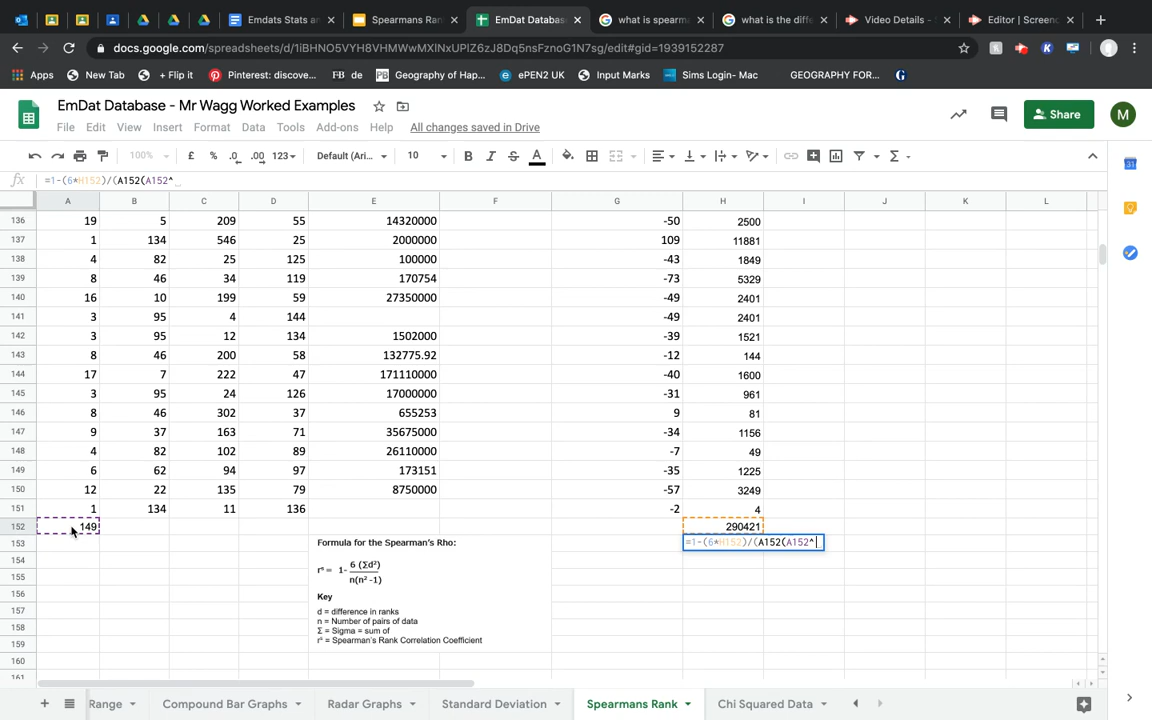 Emdats Stats an
Spearmans Ran
EmDat Databas
what is spearm
what is the diffe
Video Details - S
Editor | Screenc
docs.google.com/spreadsheets/d/1iBHNO5VYH8VHMWwMXlNxUPlZ6zJ8Dq5nsFznoG1N7sg/edit#gid=1939152287
Apps New Tab + Flip it Pinterest: discove... FB de PB Geography of Hap... ePEN2 UK Input Marks Sims Login- Mac GEOGRAPHY FOR...
EmDat Database - Mr Wagg Worked Examples
Share M
File Edit View Insert Format Data Tools Add-ons Help All changes saved in Drive
100% £ % .0 .00 123 Default (Ari... 10 B I S A
fx =1-(6*H152)/(A152(A152^
A B C D E F G H I J K L
136 19 5 209 55 14320000 -50 2500
137 1 134 546 25 2000000 109 11881
138 4 82 25 125 100000 -43 1849
139 8 46 34 119 170754 -73 5329
140 16 10 199 59 27350000 -49 2401
141 3 95 4 144 -49 2401
142 3 95 12 134 1502000 -39 1521
143 8 46 200 58 132775.92 -12 144
144 17 7 222 47 171110000 -40 1600
145 3 95 24 126 17000000 -31 961
146 8 46 302 37 655253 9 81
147 9 37 163 71 35675000 -34 1156
148 4 82 102 89 26110000 -7 49
149 6 62 94 97 173151 -35 1225
150 12 22 135 79 8750000 -57 3249
151 1 134 11 136 -2 4
152 149 290421
153 =1-(6*H152)/(A152(A152^
Formula for the Spearman's Rho:
154
155
156
157
158
159
160
161
rˢ = 1- 6 (Σd²)
n(n² -1)
Key
d = difference in ranks
n = Number of pairs of data
Σ = Sigma = sum of
rˢ = Spearman's Rank Correlation Coefficient
Range Compound Bar Graphs Radar Graphs Standard Deviation Spearmans Rank Chi Squared Data